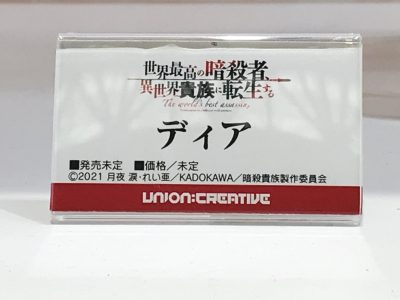 世界最高の暗殺者、
異世界貴族に転生する
The world's best assassin,
ディア
■発売未定 ■価格／未定
©2021 月夜 涙・れい亜／KADOKAWA／暗殺貴族製作委員会
UNION:CREATIVE